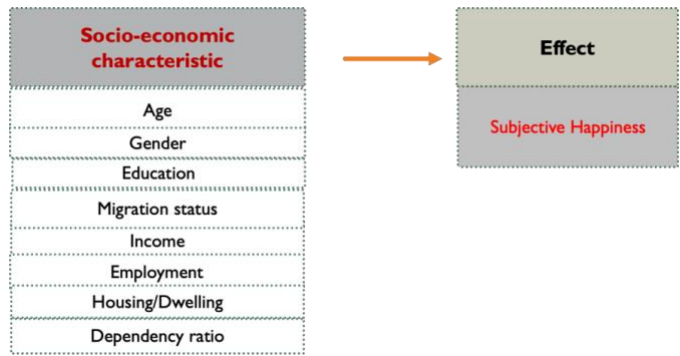 Socio-economic
characteristic
Age
Gender
Education
Migration status
Income
Employment
Housing/Dwelling
Dependency ratio
Effect
Subjective Happiness